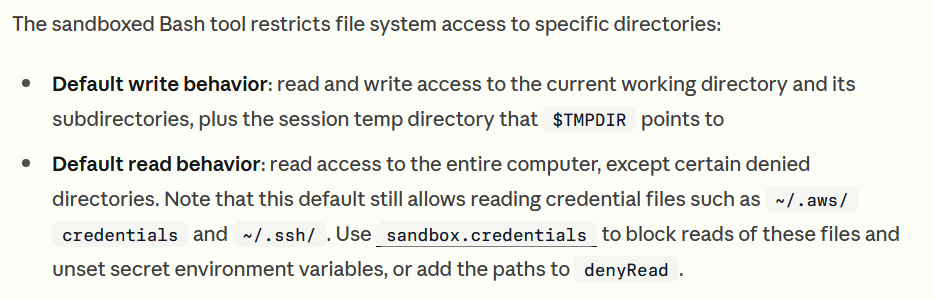 The sandboxed Bash tool restricts file system access to specific directories:
• Default write behavior: read and write access to the current working directory and its
subdirectories, plus the session temp directory that $TMPDIR points to
• Default read behavior: read access to the entire computer, except certain denied
directories. Note that this default still allows reading credential files such as ~/.aws/
credentials and ~/.ssh/ . Use sandbox.credentials to block reads of these files and
unset secret environment variables, or add the paths to denyRead .